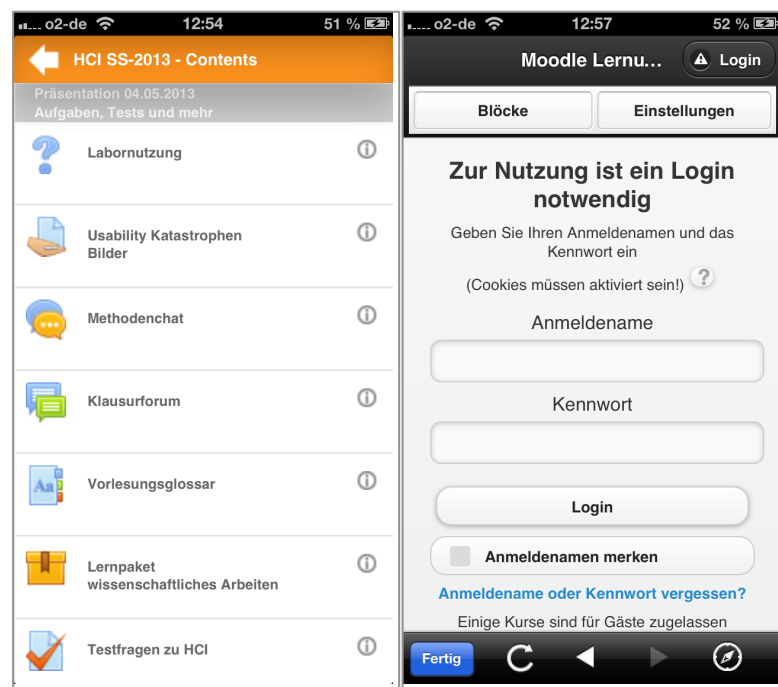 o2-de 12:54 51 %
HCI SS-2013 - Contents
Präsentation 04.05.2013
Aufgaben, Tests und mehr
Labornutzung
Usability Katastrophen
Bilder
Methodenchat
Klausurforum
Aa
Vorlesungsglossar
Lernpaket
wissenschaftliches Arbeiten
Testfragen zu HCI
o2-de 12:57 52 %
Moodle Lernu... Login
Blöcke Einstellungen
Zur Nutzung ist ein Login
notwendig
Geben Sie Ihren Anmeldenamen und das
Kennwort ein
(Cookies müssen aktiviert sein!) ?
Anmeldename
Kennwort
Login
Anmeldenamen merken
Anmeldename oder Kennwort vergessen?
Einige Kurse sind für Gäste zugelassen
Fertig